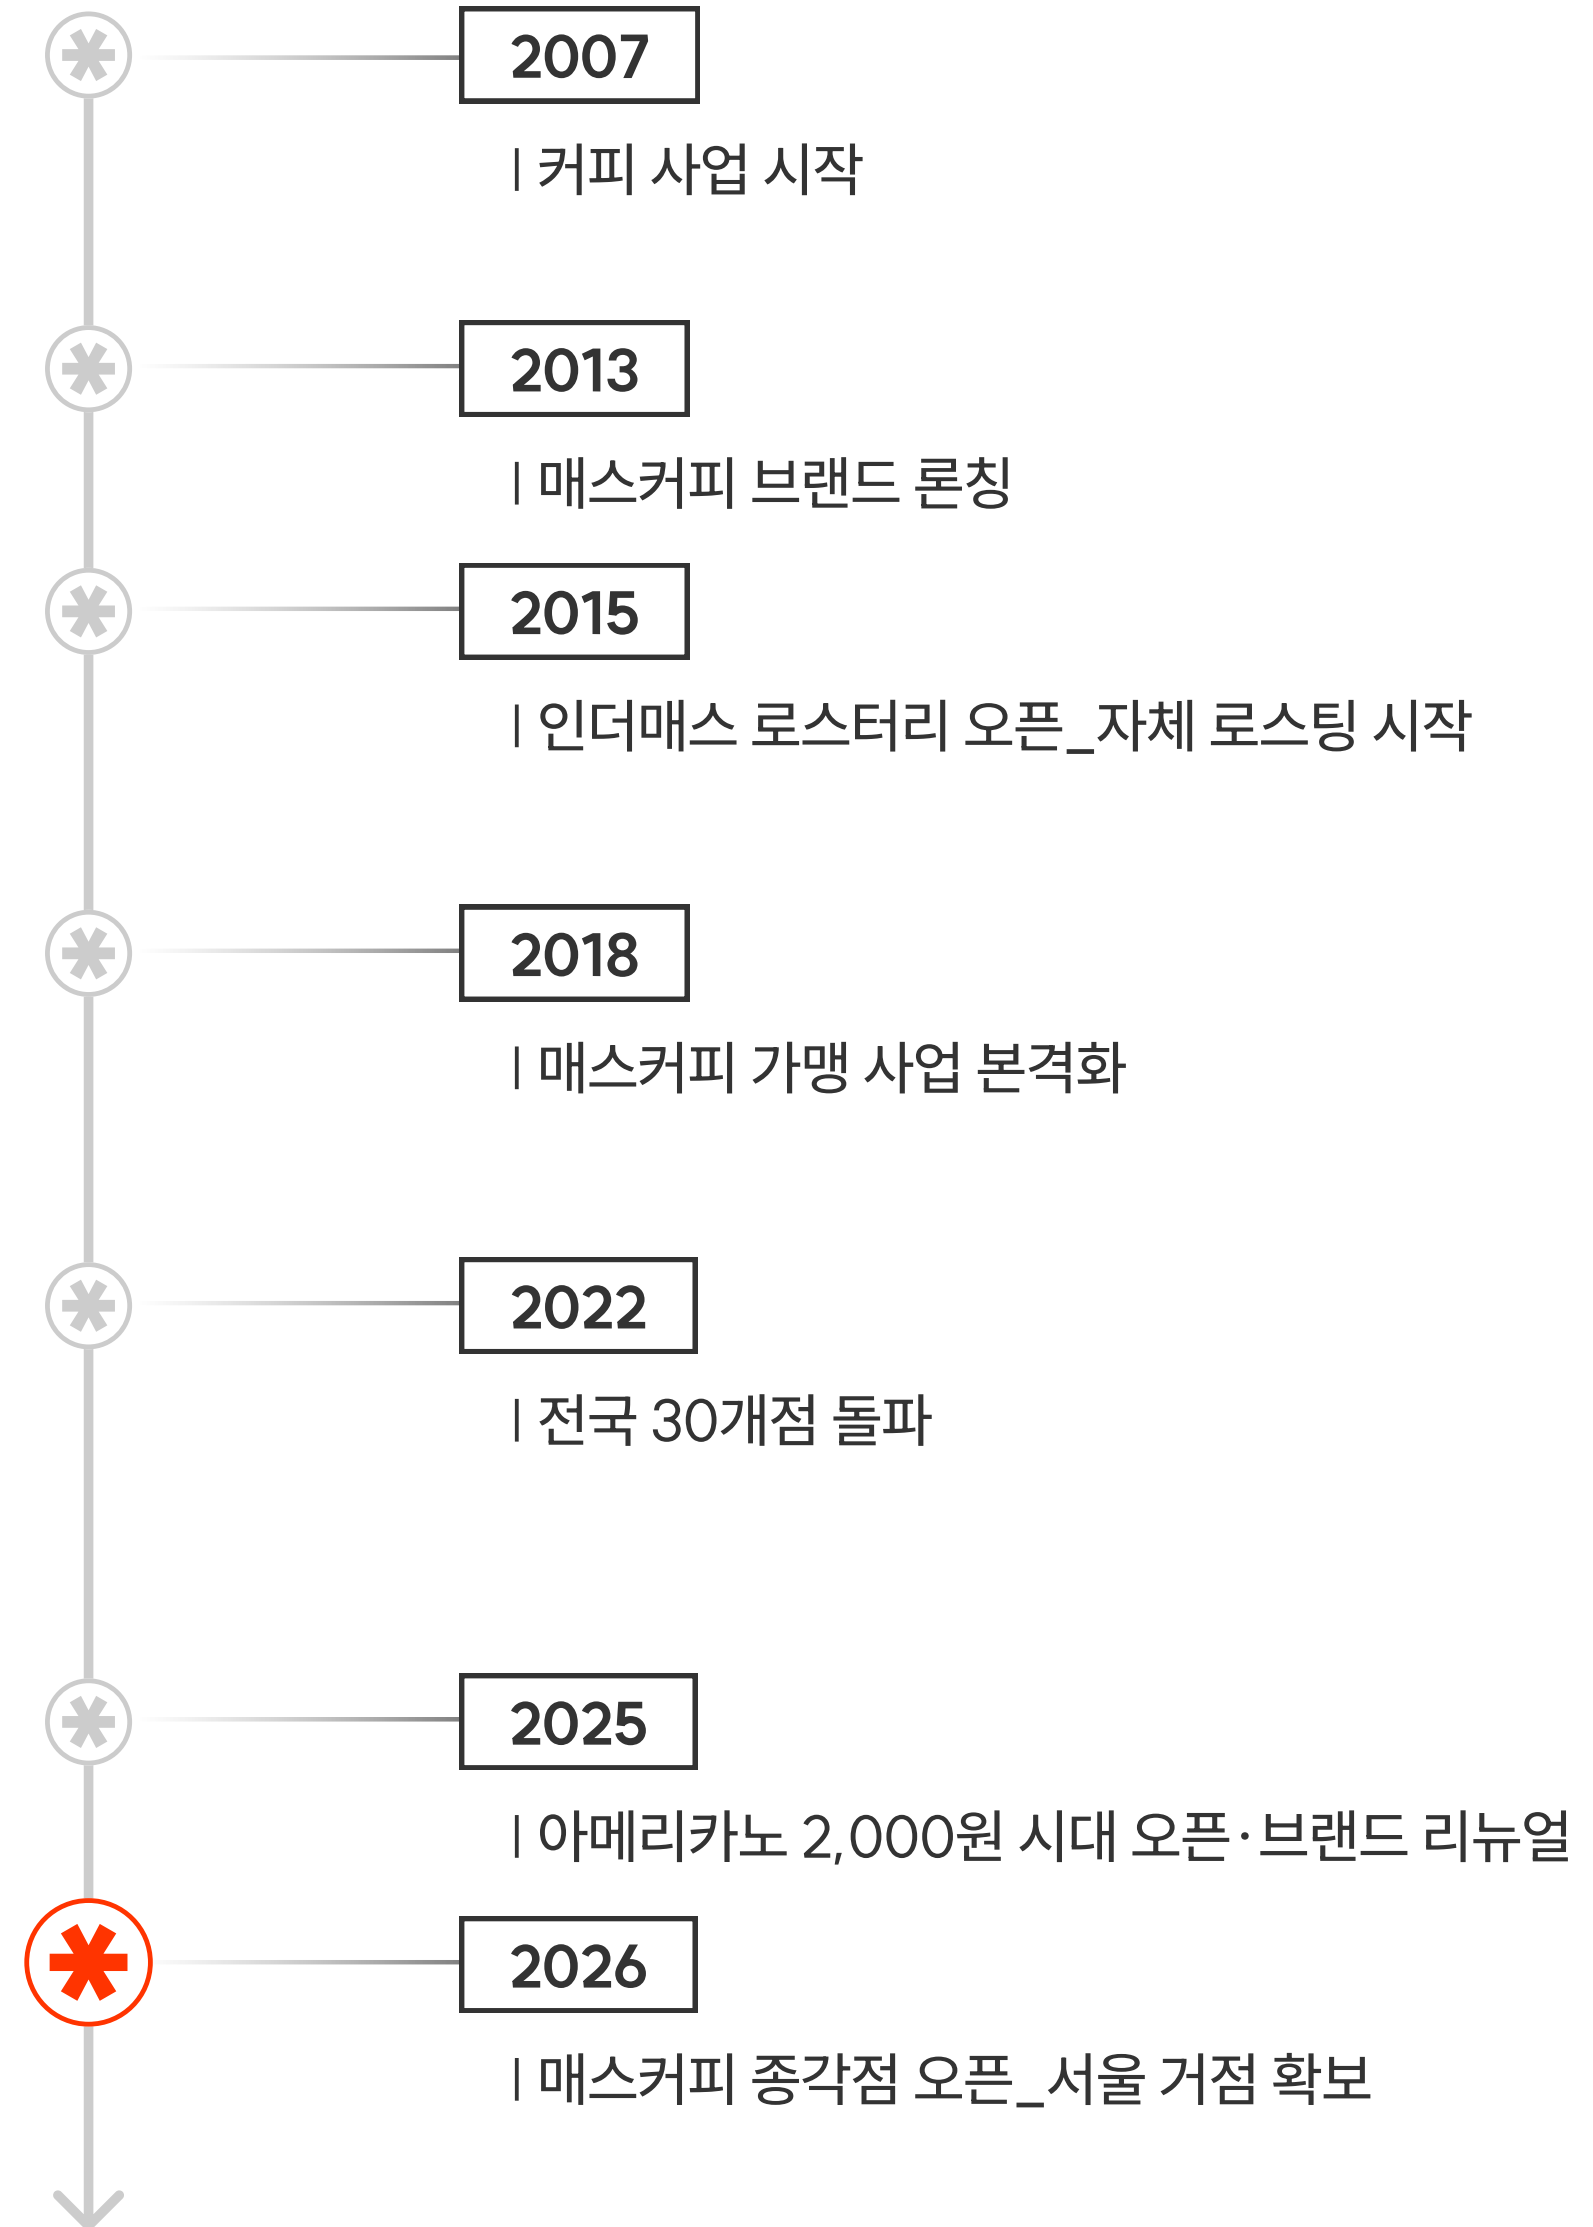 2007
| 커피 사업 시작
2013
| 매스커피 브랜드 론칭
2015
| 인더매스 로스터리 오픈_자체 로스팅 시작
2018
| 매스커피 가맹 사업 본격화
2022
| 전국 30개점 돌파
2025
| 아메리카노 2,000원 시대 오픈·브랜드 리뉴얼
2026
| 매스커피 종각점 오픈_서울 거점 확보